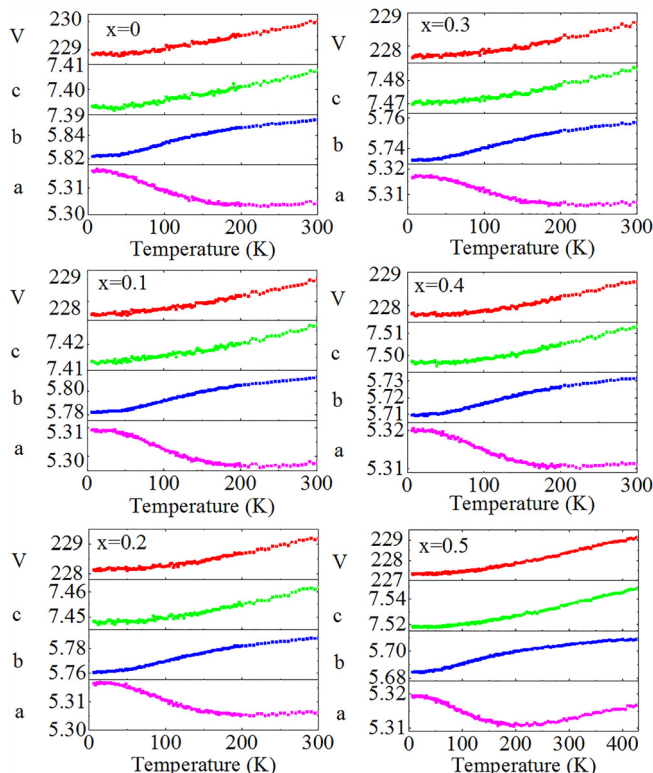 x=0
V
230
229
c
7.41
7.40
7.39
b
5.84
5.82
a
5.31
5.30
0 100 200 300
Temperature (K)
x=0.3
V
229
228
c
7.48
7.47
b
5.76
5.74
a
5.32
5.31
0 100 200 300
Temperature (K)
x=0.1
V
229
228
c
7.42
7.41
b
5.80
5.78
a
5.31
5.30
0 100 200 300
Temperature (K)
x=0.4
V
229
228
c
7.51
7.50
b
5.73
5.72
5.71
a
5.32
5.31
0 100 200 300
Temperature (K)
x=0.2
V
229
228
c
7.46
7.45
b
5.78
5.76
a
5.31
5.30
0 100 200 300
Temperature (K)
x=0.5
V
229
228
227
c
7.54
7.52
b
5.70
5.68
a
5.32
5.31
0 100 200 300 400
Temperature (K)